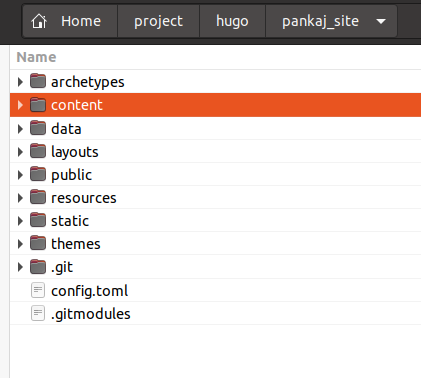 Home project hugo pankaj_site
Name
archetypes
content
data
layouts
public
resources
static
themes
.git
config.toml
.gitmodules